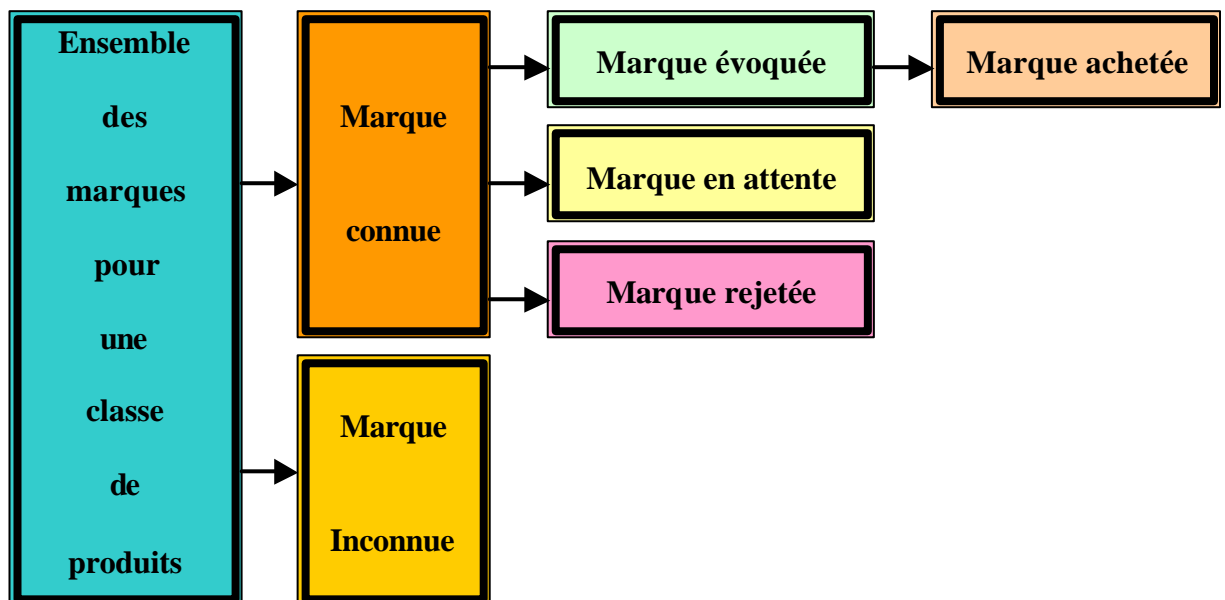 Ensemble
des
marques
pour
une
classe
de
produits
Marque
connue
Marque
Inconnue
Marque évoquée
Marque en attente
Marque rejetée
Marque achetée